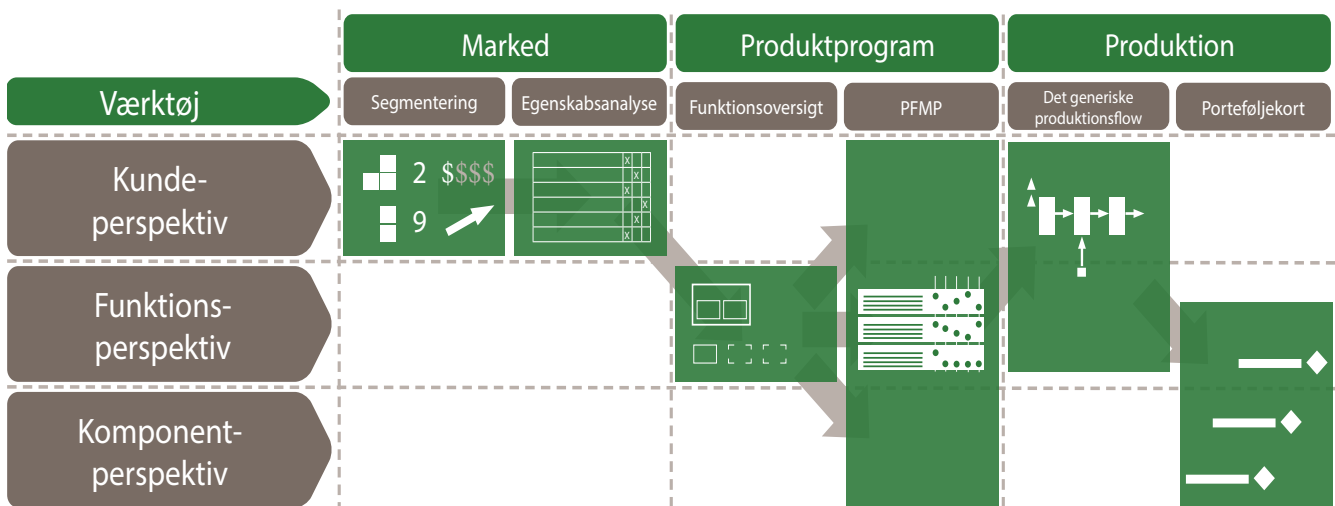 Marked
Produktprogram
Produktion
Værktøj
Segmentering
Egenskabsanalyse
Funktionsoversigt
PFMP
Det generiske
produktionsflow
Porteføljekort
Kunde-
perspektiv
2 $$$$
9
x
x
x
x
x
x
Funktions-
perspektiv
Komponent-
perspektiv